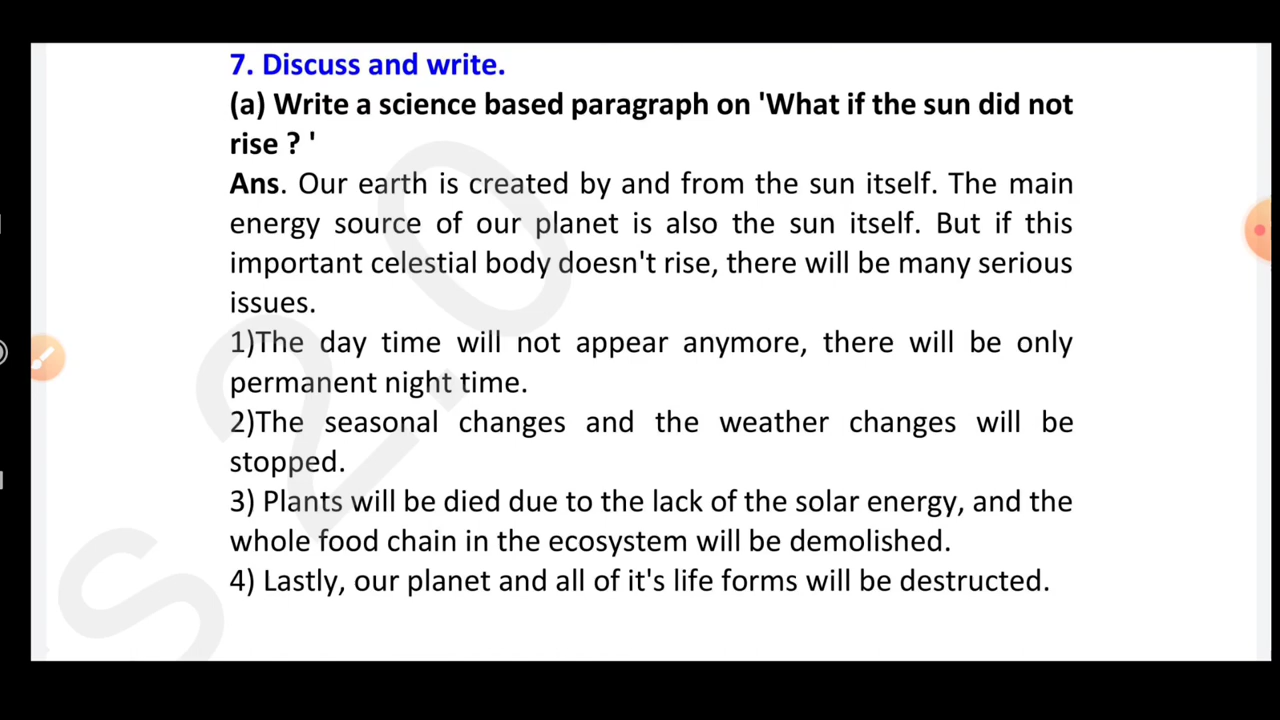 7. Discuss and write.
(a) Write a science based paragraph on 'What if the sun did not
rise ? '
Ans. Our earth is created by and from the sun itself. The main
energy source of our planet is also the sun itself. But if this
important celestial body doesn't rise, there will be many serious
issues.
1)The day time will not appear anymore, there will be only
permanent night time.
2)The seasonal changes and the weather changes will be
stopped.
3) Plants will be died due to the lack of the solar energy, and the
whole food chain in the ecosystem will be demolished.
4) Lastly, our planet and all of it's life forms will be destructed.
s 2.0